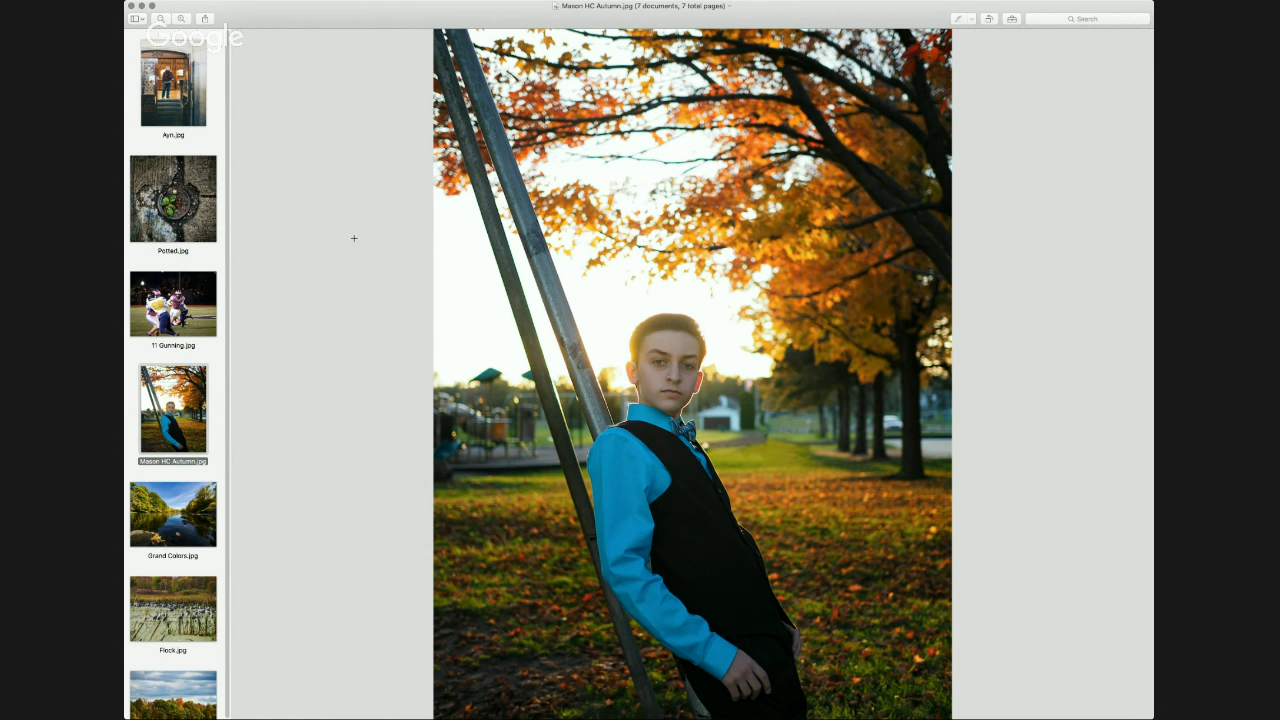 Mason HC Autumn.jpg (7 documents, 7 total pages)
Search
Google
Ayn.jpg
Potted.jpg
11 Gunning.jpg
Mason HC Autumn.jpg
Grand Colors.jpg
Flock.jpg